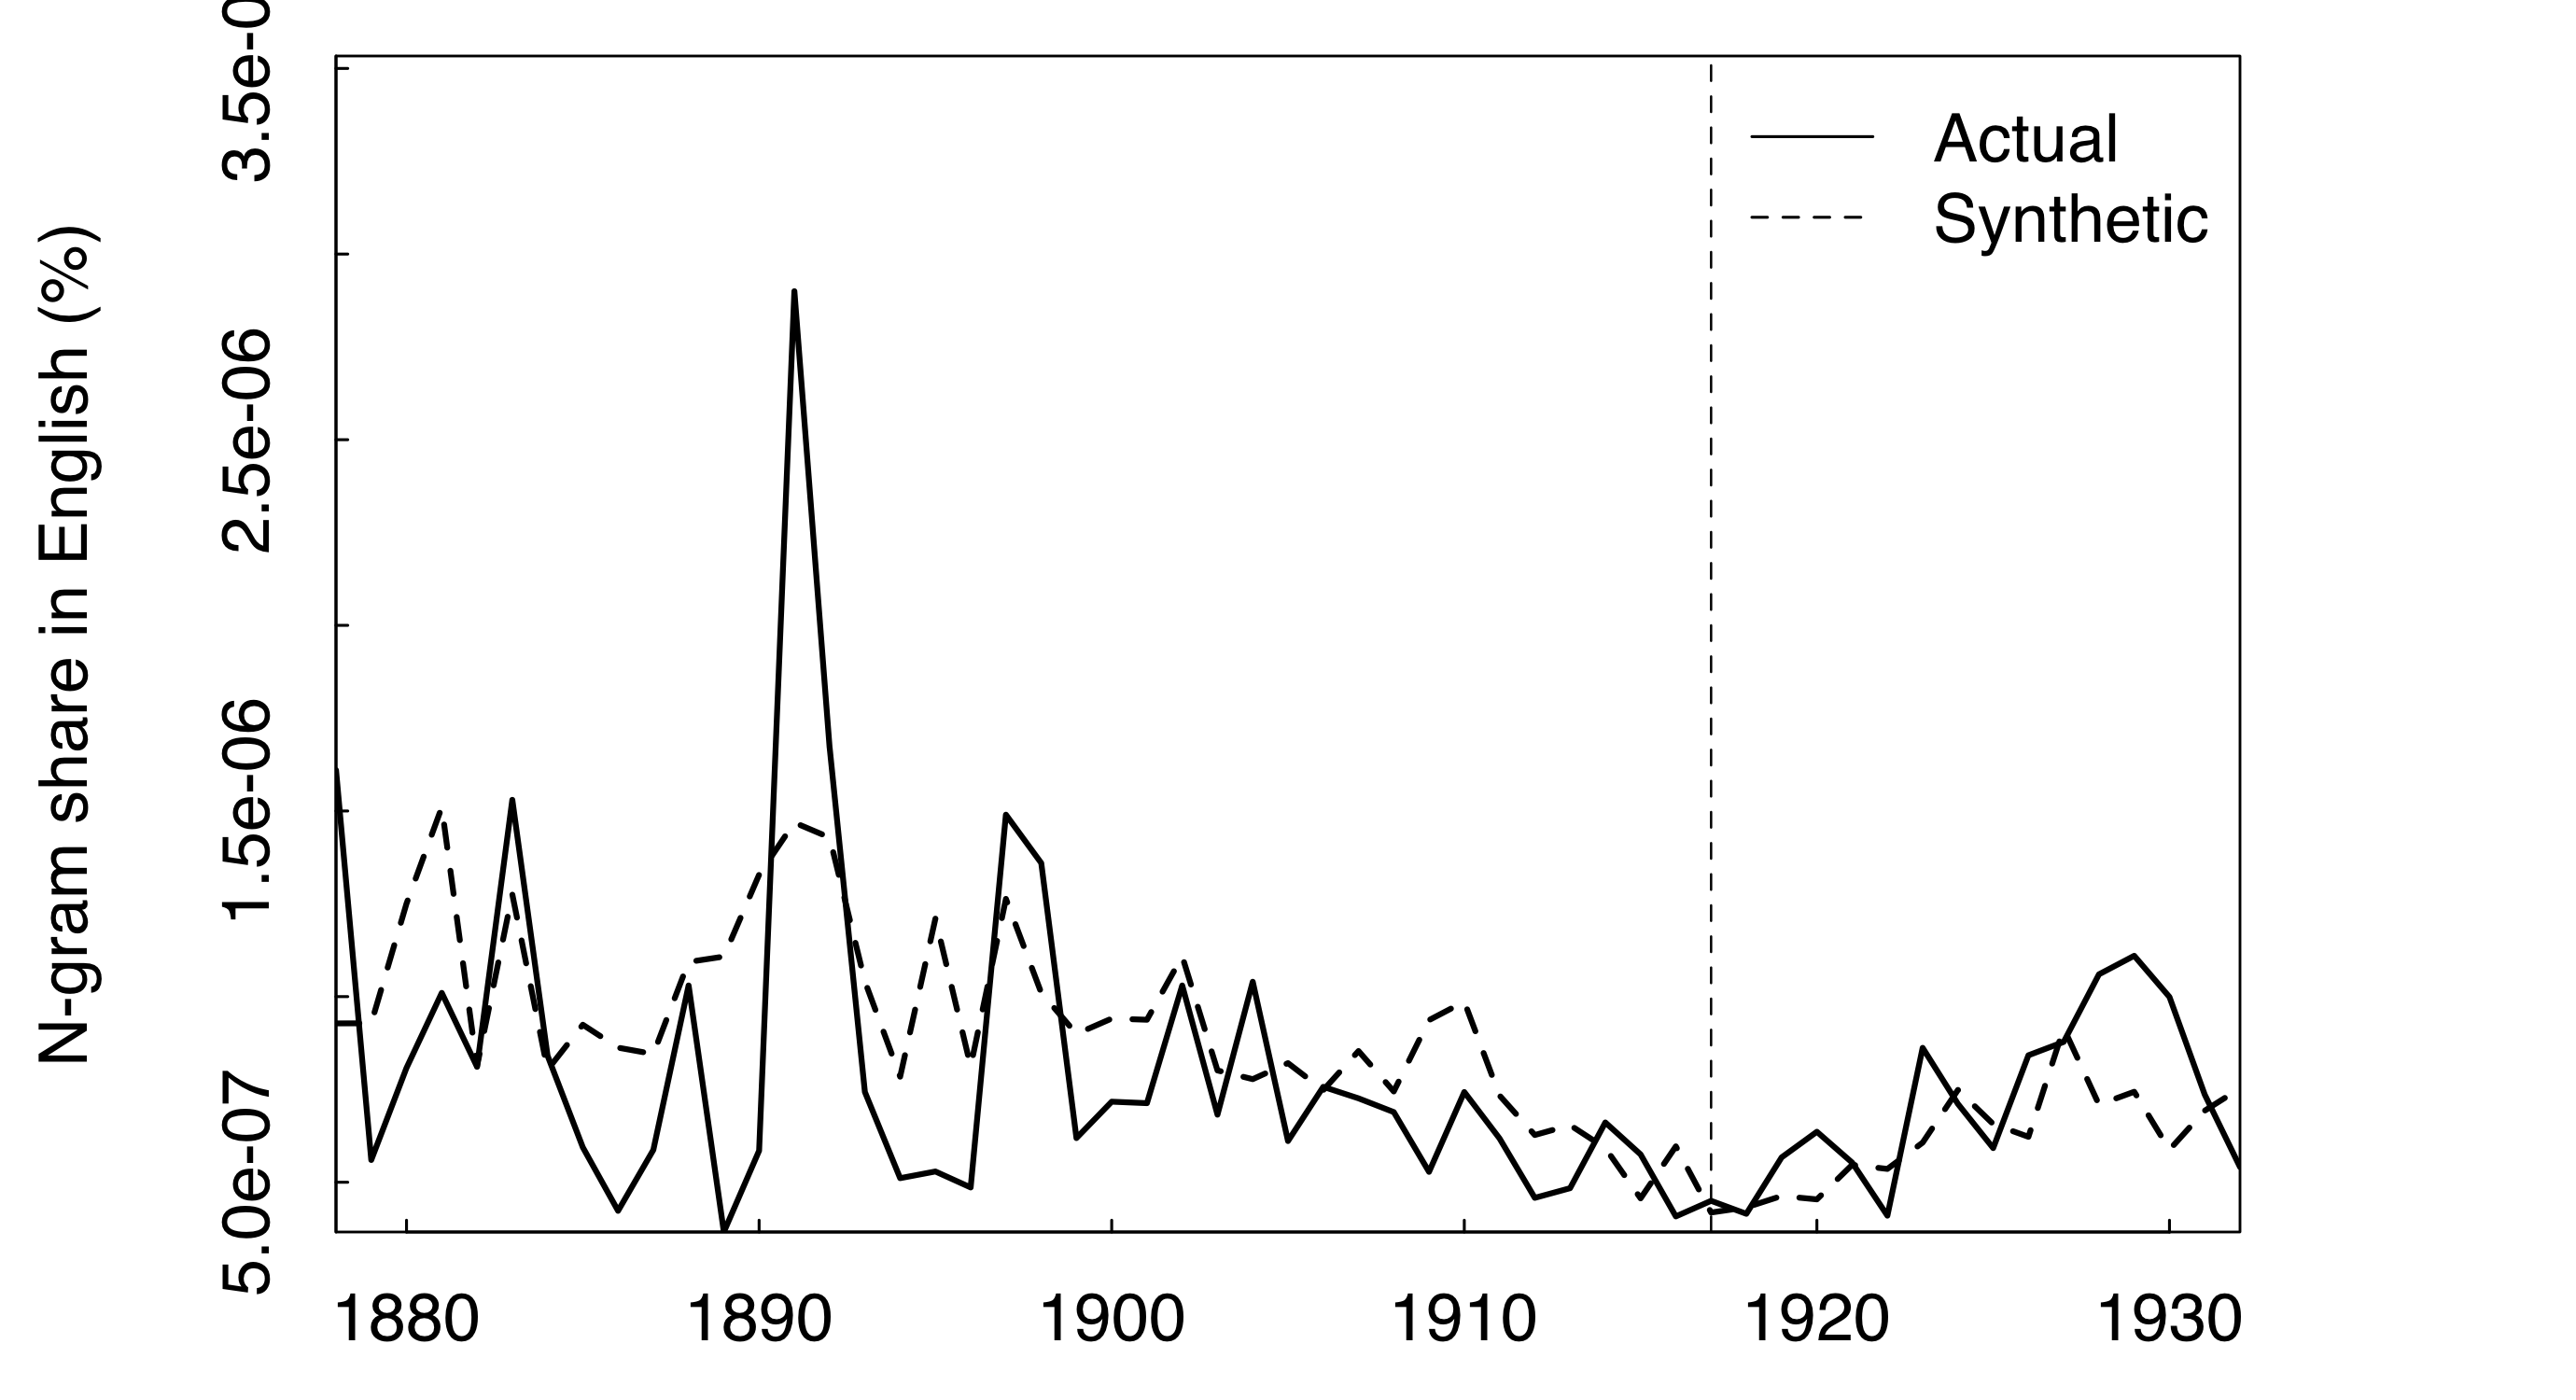 N-gram share in English (%)
3.5e-0
2.5e-06
1.5e-06
5.0e-07
Actual
Synthetic
1880 1890 1900 1910 1920 1930